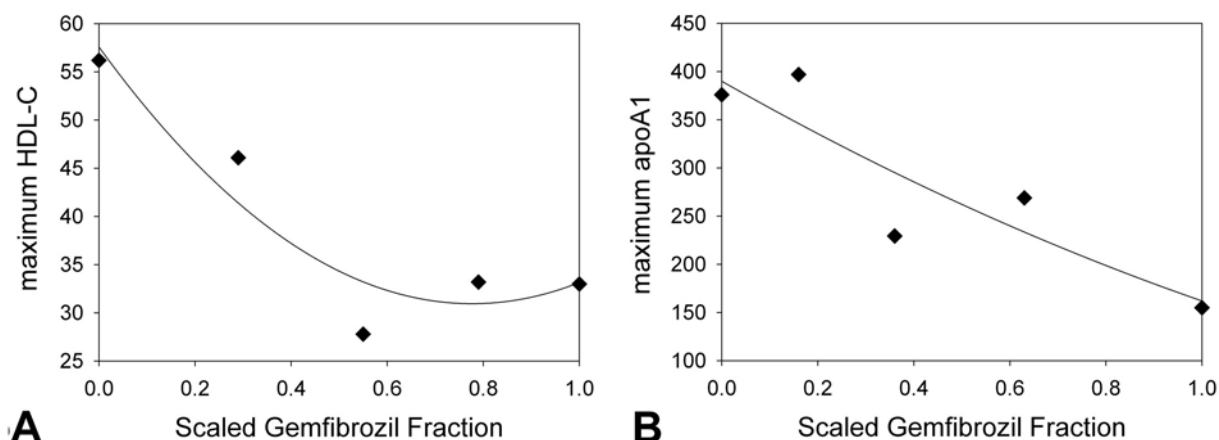 60
55
50
45
40
35
30
25
maximum HDL-C
0.0 0.2 0.4 0.6 0.8 1.0
A Scaled Gemfibrozil Fraction
450
400
350
300
250
200
150
100
maximum apoA1
0.0 0.2 0.4 0.6 0.8 1.0
B Scaled Gemfibrozil Fraction